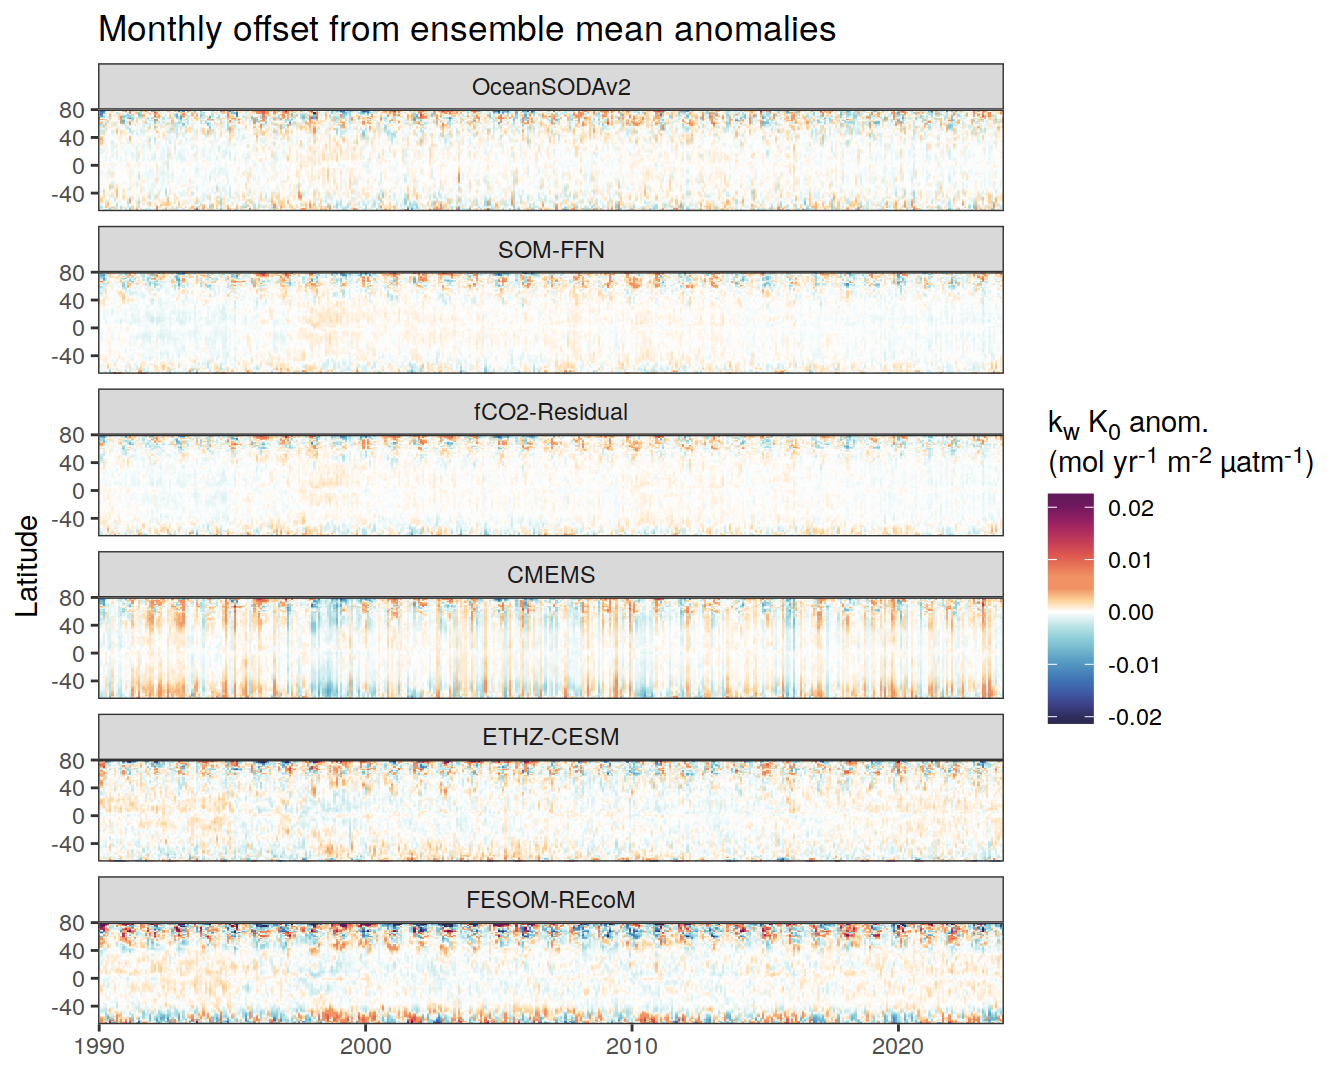 Monthly offset from ensemble mean anomalies
OceanSODAv2
80
40
0
-40
SOM-FFN
80
40
0
-40
fCO2-Residual
80
40
0
-40
CMEMS
80
40
0
-40
ETHZ-CESM
80
40
0
-40
FESOM-REcoM
80
40
0
-40
1990 2000 2010 2020
Latitude
kw K0 anom.
(mol yr-1 m-2 µatm-1)
0.02
0.01
0.00
-0.01
-0.02